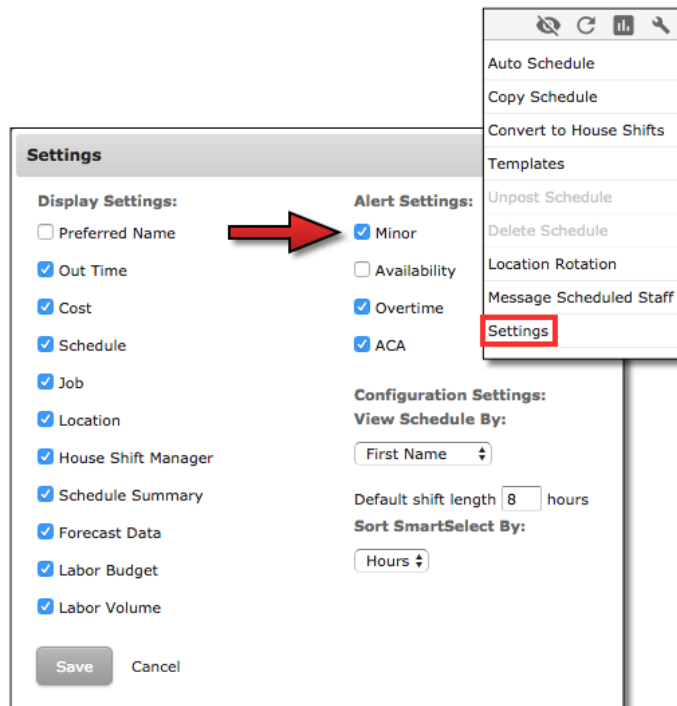 Auto Schedule
Copy Schedule
Convert to House Shifts
Templates
Unpost Schedule
Delete Schedule
Location Rotation
Message Scheduled Staff
Settings
Settings
Display Settings:
Preferred Name
Out Time
Cost
Schedule
Job
Location
House Shift Manager
Schedule Summary
Forecast Data
Labor Budget
Labor Volume
Save Cancel
Alert Settings:
Minor
Availability
Overtime
ACA
Configuration Settings:
View Schedule By:
First Name
Default shift length 8 hours
Sort SmartSelect By:
Hours